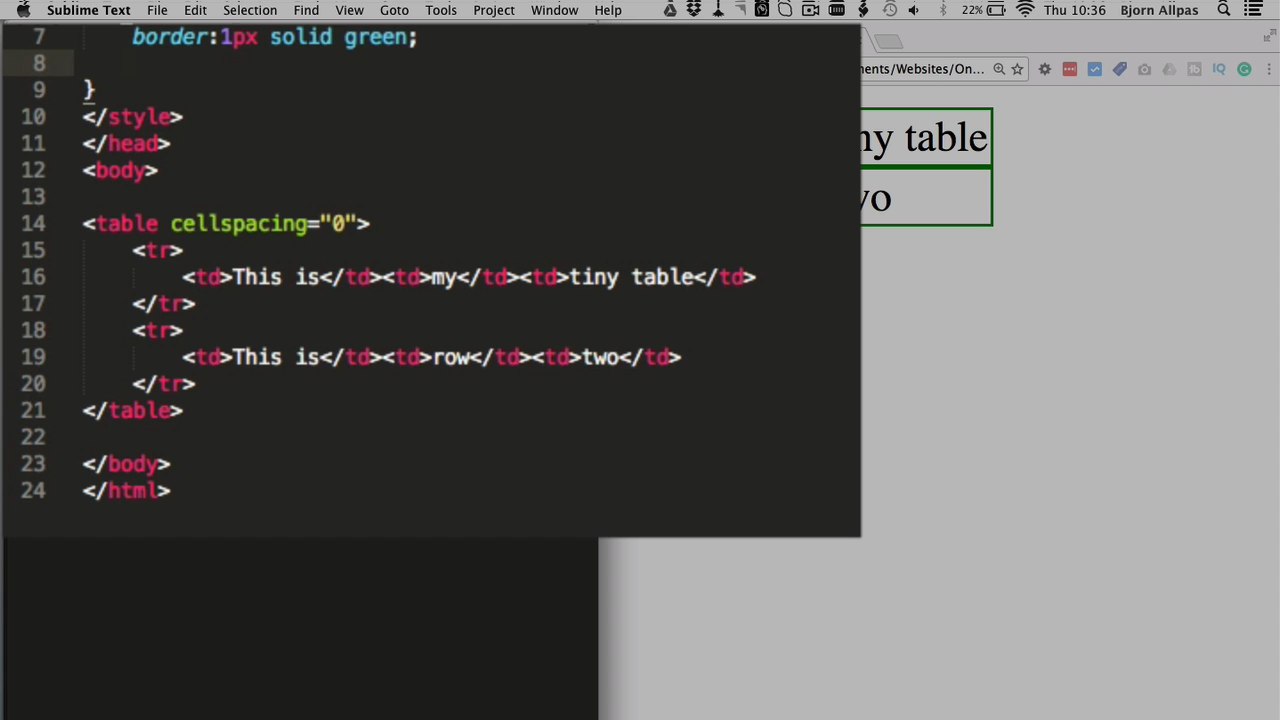 Sublime Text File Edit Selection Find View Goto Tools Project Window Help 22% Thu 10:36 Bjorn Allpas
7 border:1px solid green;
8
9 }
10 </style>
11 </head>
12 <body>
13
14 <table cellspacing="0">
15 <tr>
16 <td>This is</td><td>my</td><td>tiny table</td>
17 </tr>
18 <tr>
19 <td>This is</td><td>row</td><td>two</td>
20 </tr>
21 </table>
22
23 </body>
24 </html>
ments/Websites/On...
ny table
wo